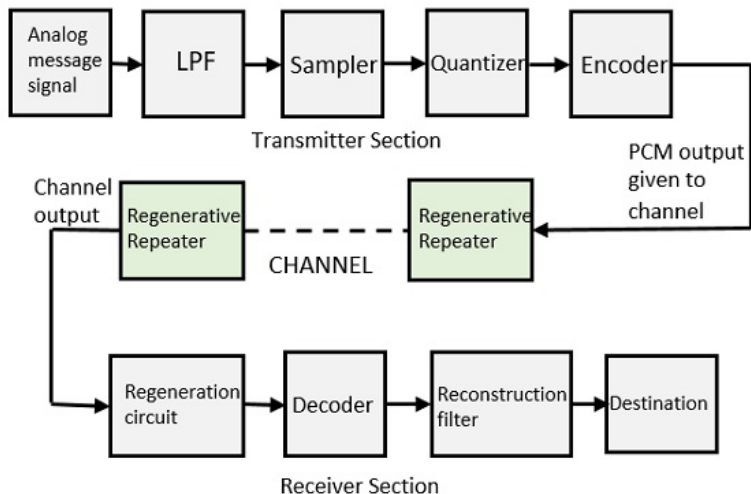 Analog
message
signal
LPF
Sampler
Quantizer
Encoder
Transmitter Section
PCM output
given to
channel
Channel
output
Regenerative
Repeater
CHANNEL
Regenerative
Repeater
Regeneration
circuit
Decoder
Reconstruction
filter
Destination
Receiver Section